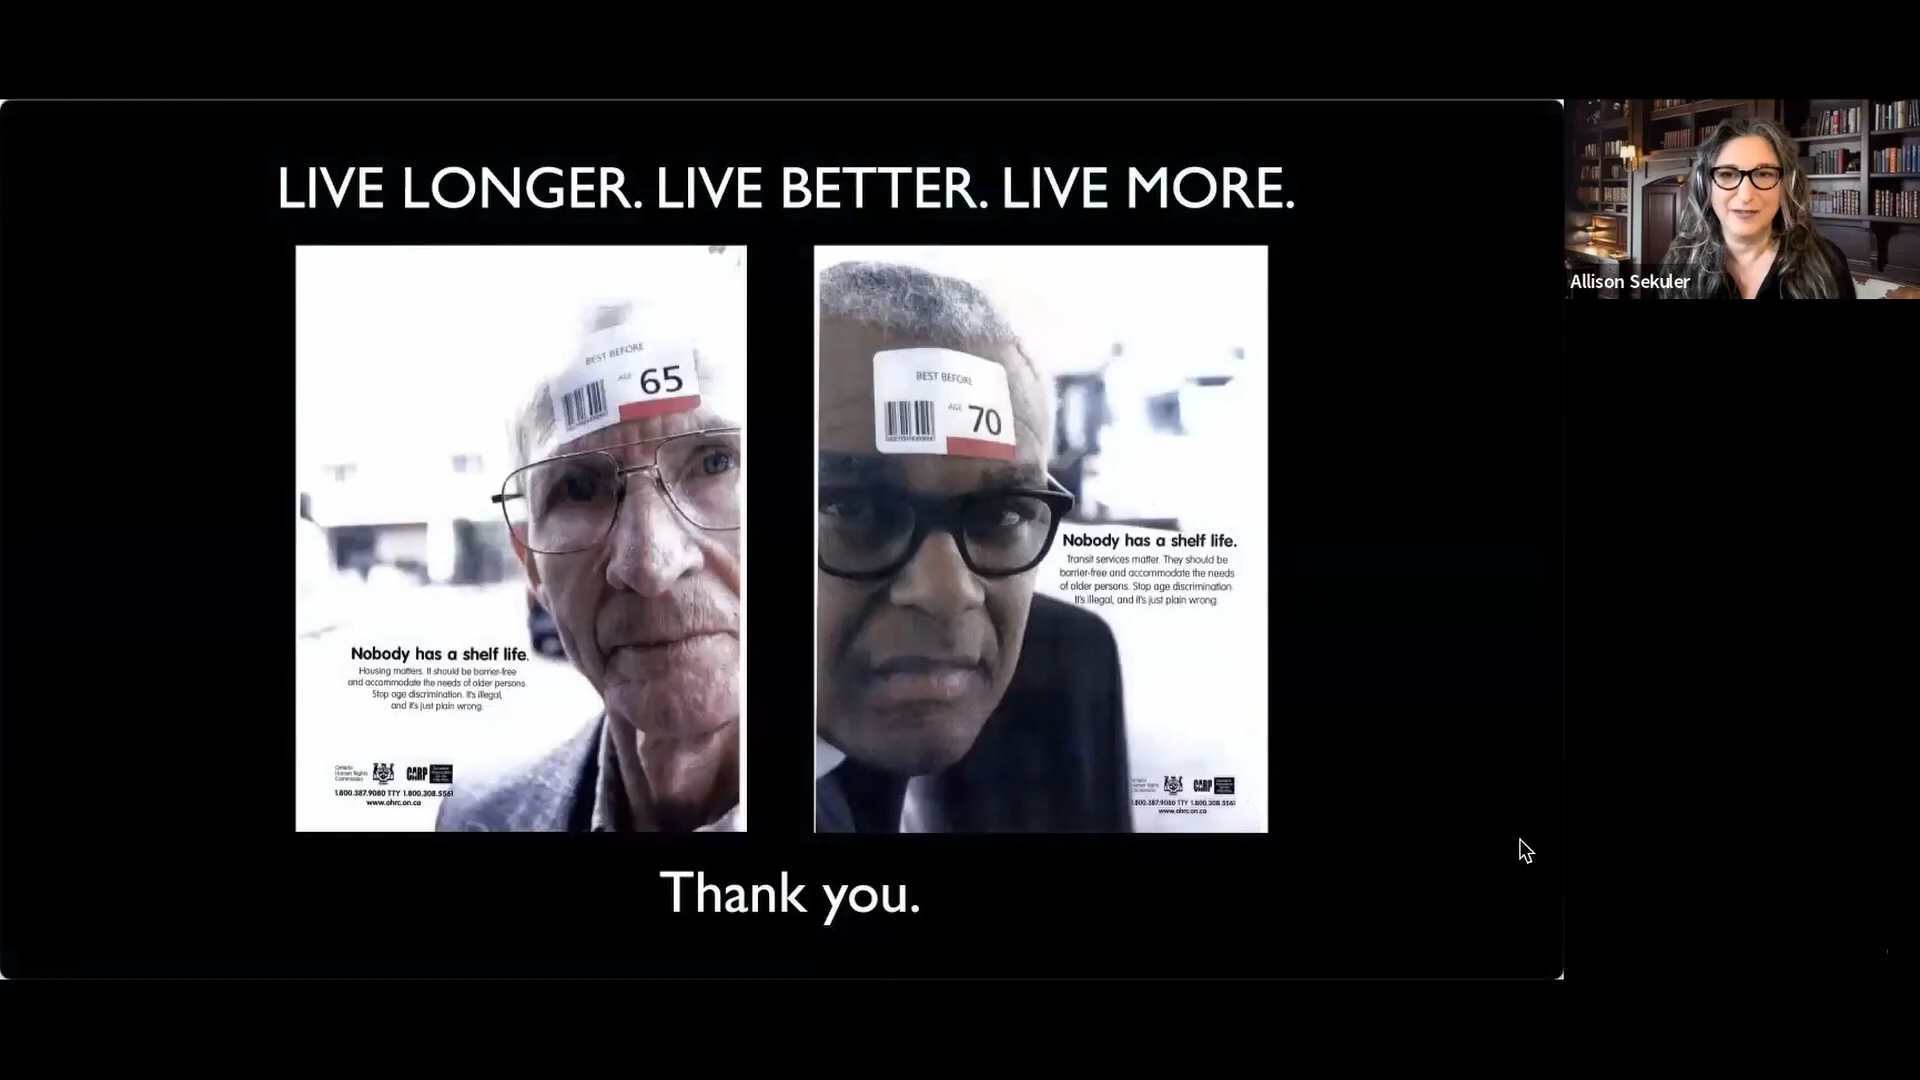 LIVE LONGER. LIVE BETTER. LIVE MORE.
BEST BEFORE
AGE 65
Nobody has a shelf life.
Housing matters. It should be barrier-free
and accommodate the needs of older persons.
Stop age discrimination. It's illegal,
and it's just plain wrong.
Ontario
Human Rights
Commission
CARP
1.800.387.9080 TTY 1.800.308.5561
www.ohrc.on.ca
BEST BEFORE
AGE 70
Nobody has a shelf life.
Transit services matter. They should be
barrier-free and accommodate the needs
of older persons. Stop age discrimination.
It's illegal, and it's just plain wrong.
CARP
1.800.387.9080 TTY 1.800.308.5561
www.ohrc.on.ca
Thank you.
Allison Sekuler